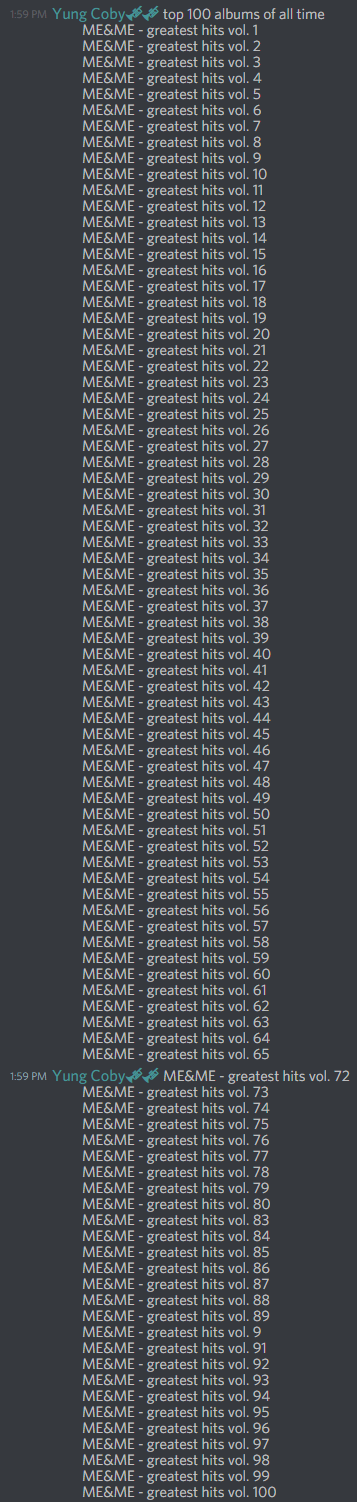 1:59 PM Yung Coby💉💉 top 100 albums of all time
ME&ME - greatest hits vol. 1
ME&ME - greatest hits vol. 2
ME&ME - greatest hits vol. 3
ME&ME - greatest hits vol. 4
ME&ME - greatest hits vol. 5
ME&ME - greatest hits vol. 6
ME&ME - greatest hits vol. 7
ME&ME - greatest hits vol. 8
ME&ME - greatest hits vol. 9
ME&ME - greatest hits vol. 10
ME&ME - greatest hits vol. 11
ME&ME - greatest hits vol. 12
ME&ME - greatest hits vol. 13
ME&ME - greatest hits vol. 14
ME&ME - greatest hits vol. 15
ME&ME - greatest hits vol. 16
ME&ME - greatest hits vol. 17
ME&ME - greatest hits vol. 18
ME&ME - greatest hits vol. 19
ME&ME - greatest hits vol. 20
ME&ME - greatest hits vol. 21
ME&ME - greatest hits vol. 22
ME&ME - greatest hits vol. 23
ME&ME - greatest hits vol. 24
ME&ME - greatest hits vol. 25
ME&ME - greatest hits vol. 26
ME&ME - greatest hits vol. 27
ME&ME - greatest hits vol. 28
ME&ME - greatest hits vol. 29
ME&ME - greatest hits vol. 30
ME&ME - greatest hits vol. 31
ME&ME - greatest hits vol. 32
ME&ME - greatest hits vol. 33
ME&ME - greatest hits vol. 34
ME&ME - greatest hits vol. 35
ME&ME - greatest hits vol. 36
ME&ME - greatest hits vol. 37
ME&ME - greatest hits vol. 38
ME&ME - greatest hits vol. 39
ME&ME - greatest hits vol. 40
ME&ME - greatest hits vol. 41
ME&ME - greatest hits vol. 42
ME&ME - greatest hits vol. 43
ME&ME - greatest hits vol. 44
ME&ME - greatest hits vol. 45
ME&ME - greatest hits vol. 46
ME&ME - greatest hits vol. 47
ME&ME - greatest hits vol. 48
ME&ME - greatest hits vol. 49
ME&ME - greatest hits vol. 50
ME&ME - greatest hits vol. 51
ME&ME - greatest hits vol. 52
ME&ME - greatest hits vol. 53
ME&ME - greatest hits vol. 54
ME&ME - greatest hits vol. 55
ME&ME - greatest hits vol. 56
ME&ME - greatest hits vol. 57
ME&ME - greatest hits vol. 58
ME&ME - greatest hits vol. 59
ME&ME - greatest hits vol. 60
ME&ME - greatest hits vol. 61
ME&ME - greatest hits vol. 62
ME&ME - greatest hits vol. 63
ME&ME - greatest hits vol. 64
ME&ME - greatest hits vol. 65
1:59 PM Yung Coby💉💉 ME&ME - greatest hits vol. 72
ME&ME - greatest hits vol. 73
ME&ME - greatest hits vol. 74
ME&ME - greatest hits vol. 75
ME&ME - greatest hits vol. 76
ME&ME - greatest hits vol. 77
ME&ME - greatest hits vol. 78
ME&ME - greatest hits vol. 79
ME&ME - greatest hits vol. 80
ME&ME - greatest hits vol. 83
ME&ME - greatest hits vol. 84
ME&ME - greatest hits vol. 85
ME&ME - greatest hits vol. 86
ME&ME - greatest hits vol. 87
ME&ME - greatest hits vol. 88
ME&ME - greatest hits vol. 89
ME&ME - greatest hits vol. 9
ME&ME - greatest hits vol. 91
ME&ME - greatest hits vol. 92
ME&ME - greatest hits vol. 93
ME&ME - greatest hits vol. 94
ME&ME - greatest hits vol. 95
ME&ME - greatest hits vol. 96
ME&ME - greatest hits vol. 97
ME&ME - greatest hits vol. 98
ME&ME - greatest hits vol. 99
ME&ME - greatest hits vol. 100